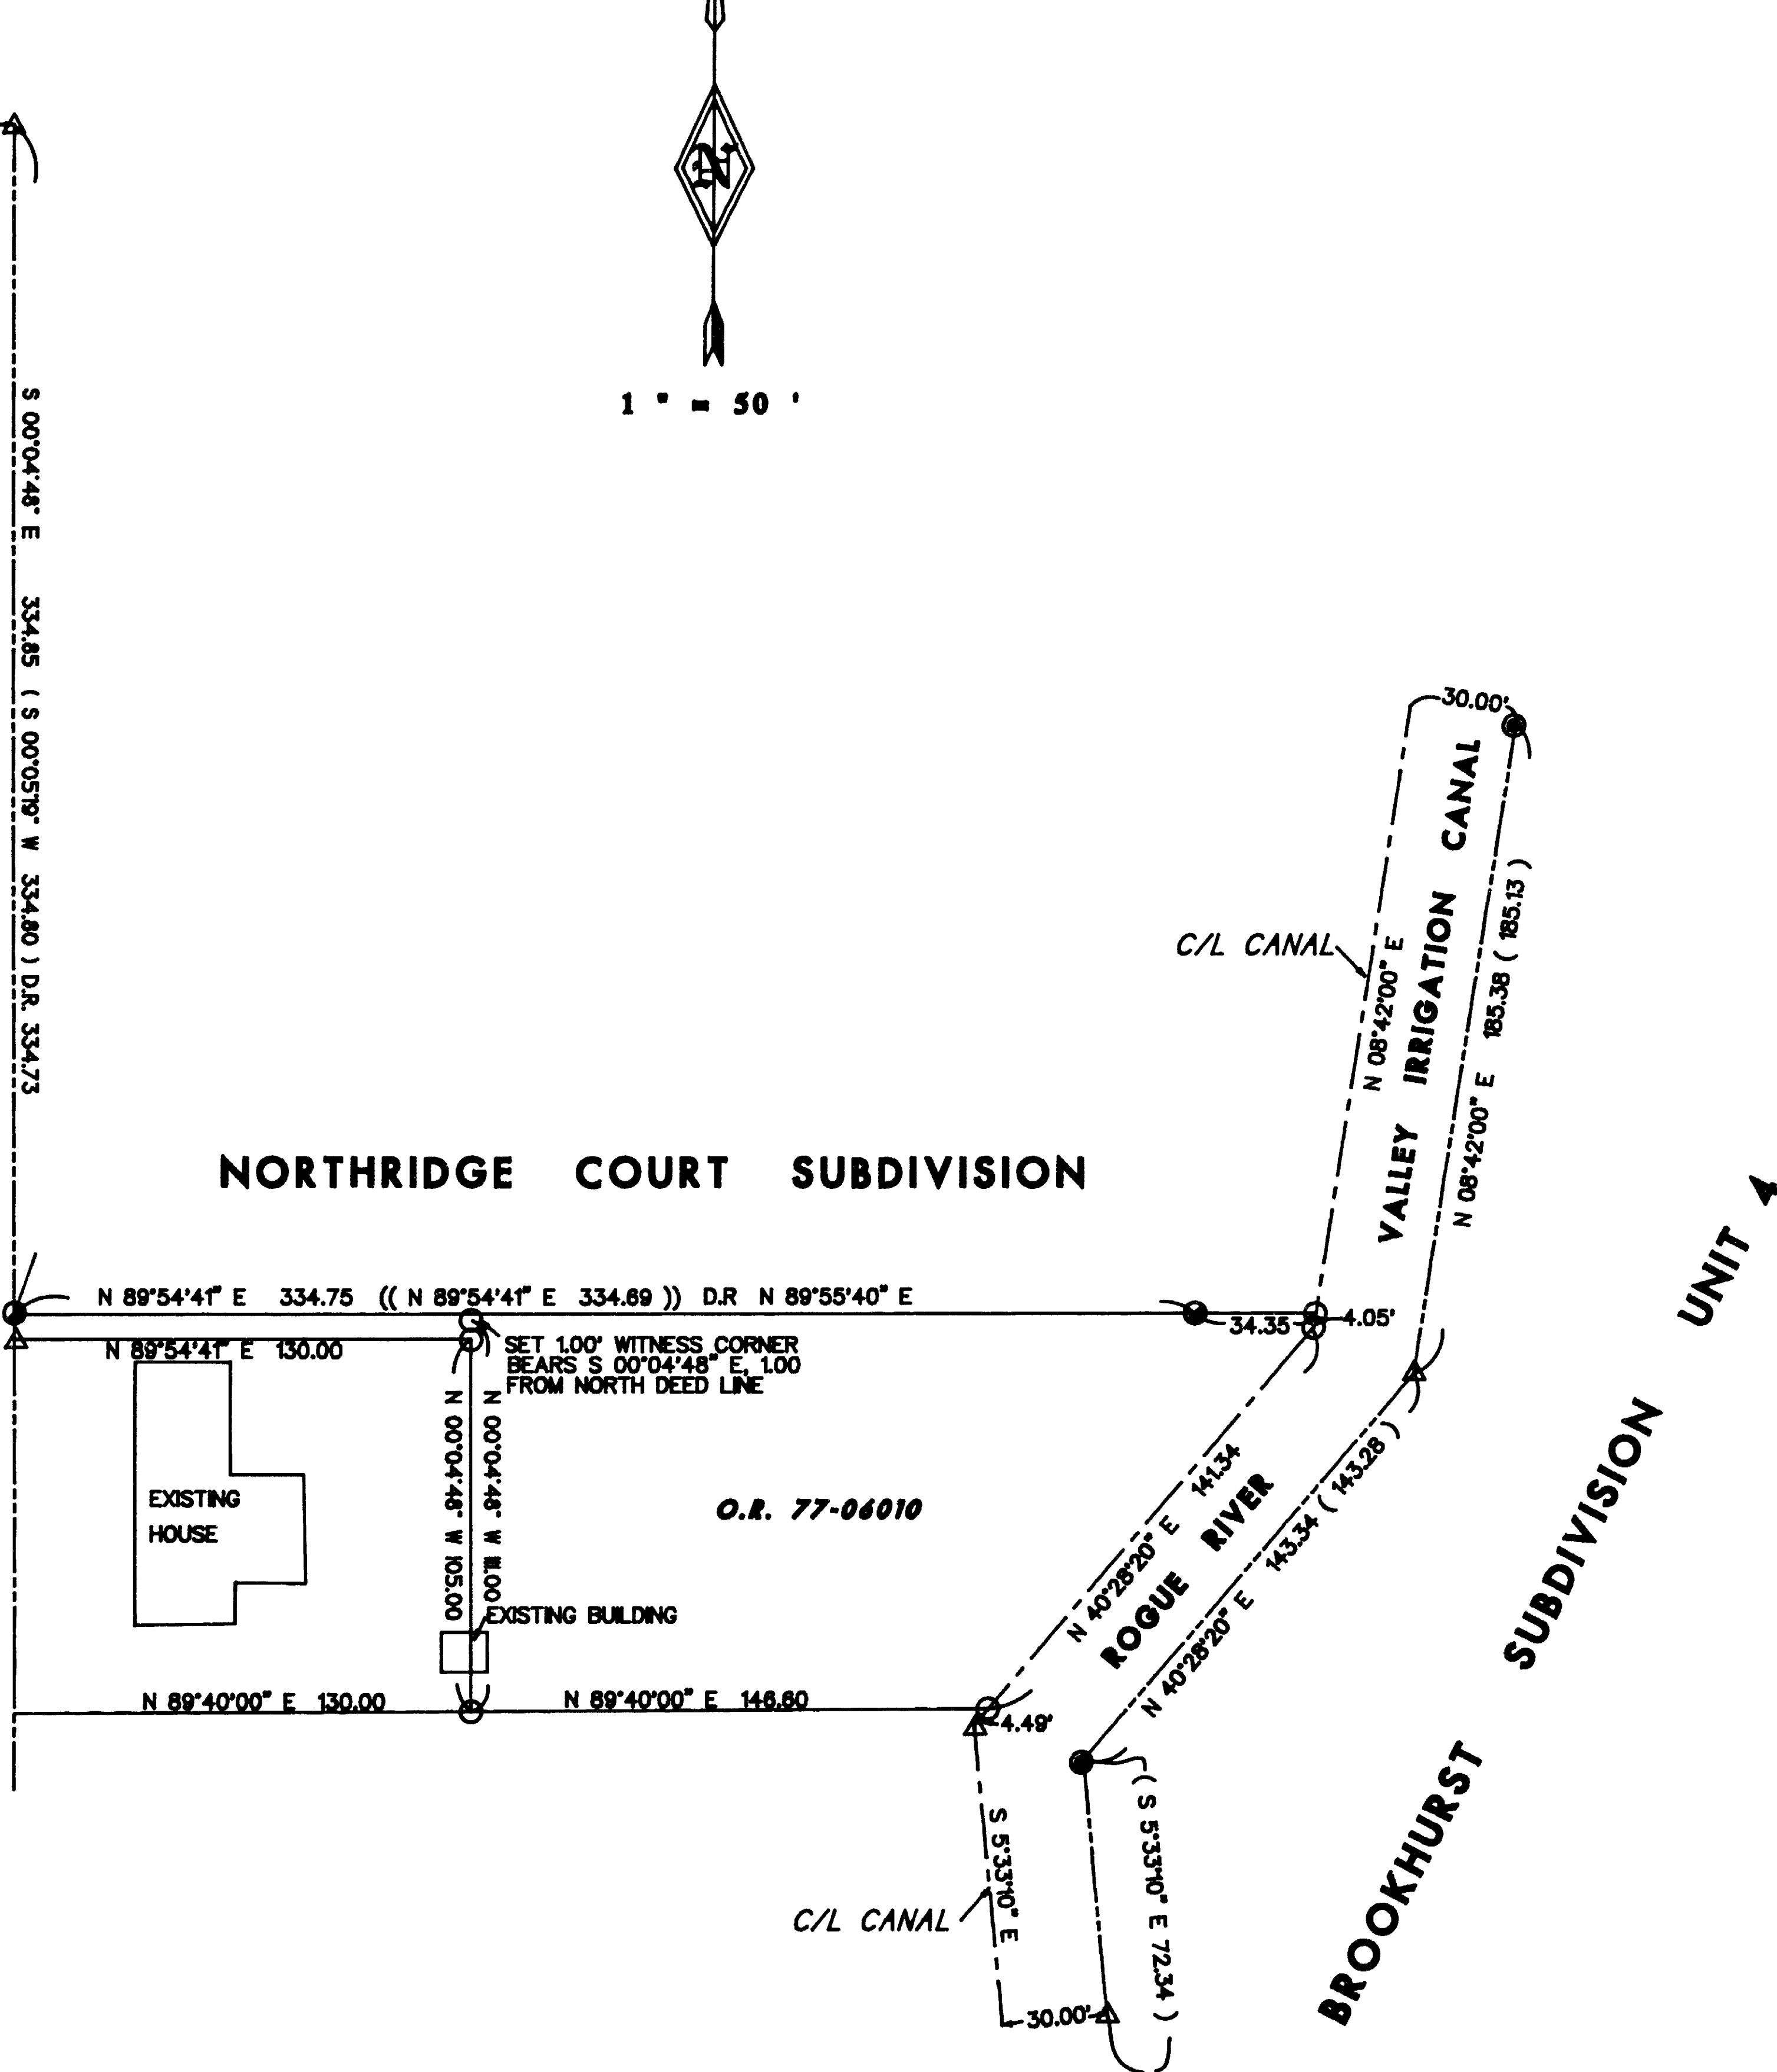 N
1 " = 50 '
S 00°04'48" E 334.85 ( S 00°05'19" W 334.80 ) D.R. 334.73
30.00'
VALLEY IRRIGATION CANAL
C/L CANAL
N 08°42'00" E
N 08°42'00" E 185.38 ( 185.13 )
NORTHRIDGE COURT SUBDIVISION
UNIT 4
N 89°54'41" E 334.75 (( N 89°54'41" E 334.69 )) D.R N 89°55'40" E
34.35
4.05'
N 89°54'41" E 130.00
SET 1.00' WITNESS CORNER
BEARS S 00°04'48" E, 1.00
FROM NORTH DEED LINE
N 00°04'48" W 105.00
N 00°04'48" W 111.00
EXISTING
HOUSE
O.R. 77-06010
N 40°28'20" E 141.34
ROGUE RIVER
N 40°28'20" E 143.34 ( 143.28 )
SUBDIVISION
EXISTING BUILDING
N 89°40'00" E 130.00
N 89°40'00" E 146.60
4.49'
S 5°33'10" E
( S 5°33'10" E 72.34 )
C/L CANAL
30.00'
BROOKHURST